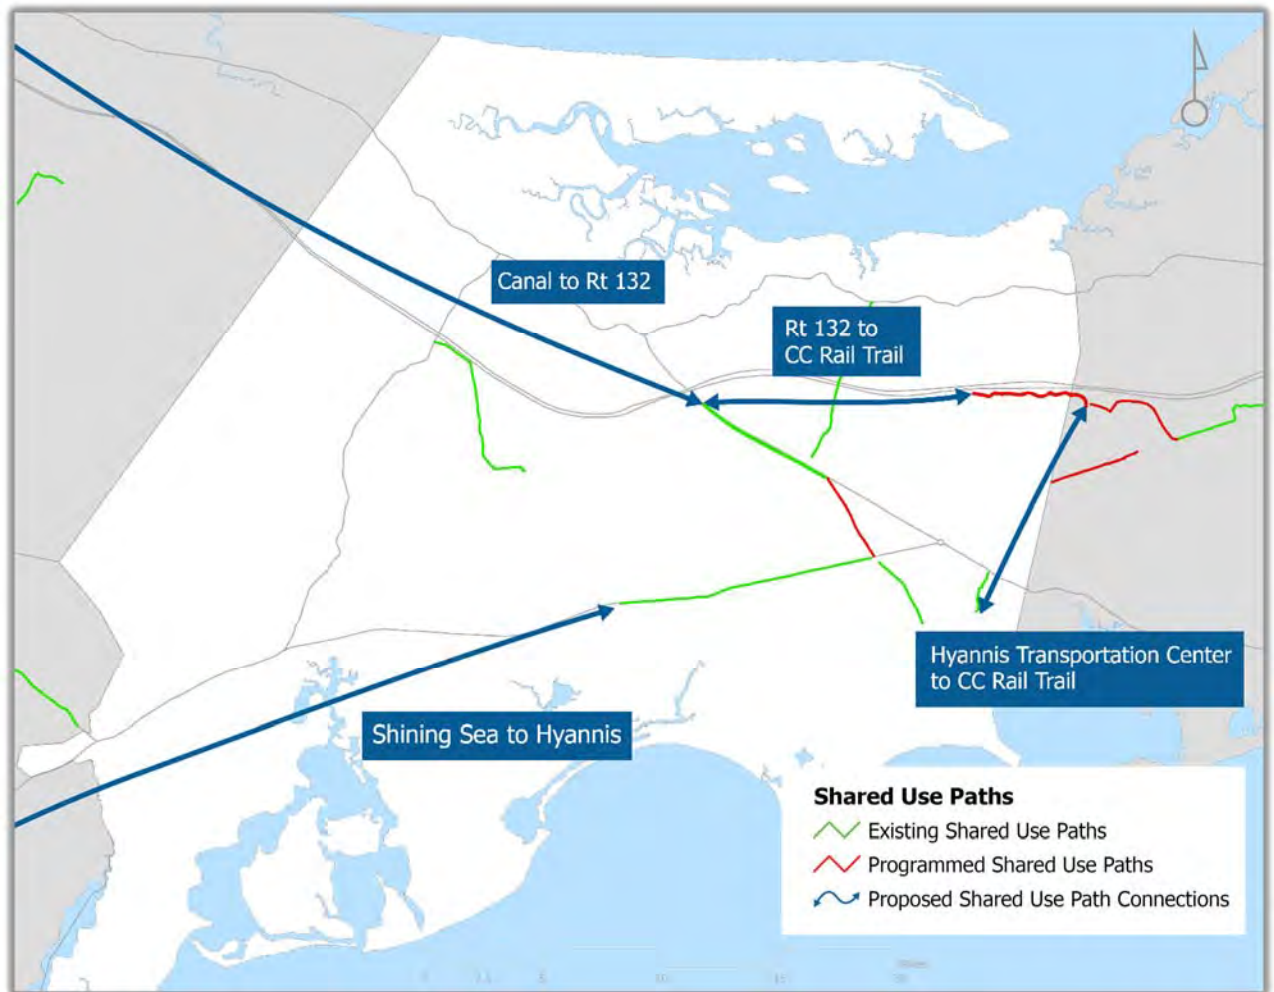 Canal to Rt 132
Rt 132 to
CC Rail Trail
Hyannis Transportation Center
to CC Rail Trail
Shining Sea to Hyannis
Shared Use Paths
Existing Shared Use Paths
Programmed Shared Use Paths
Proposed Shared Use Path Connections